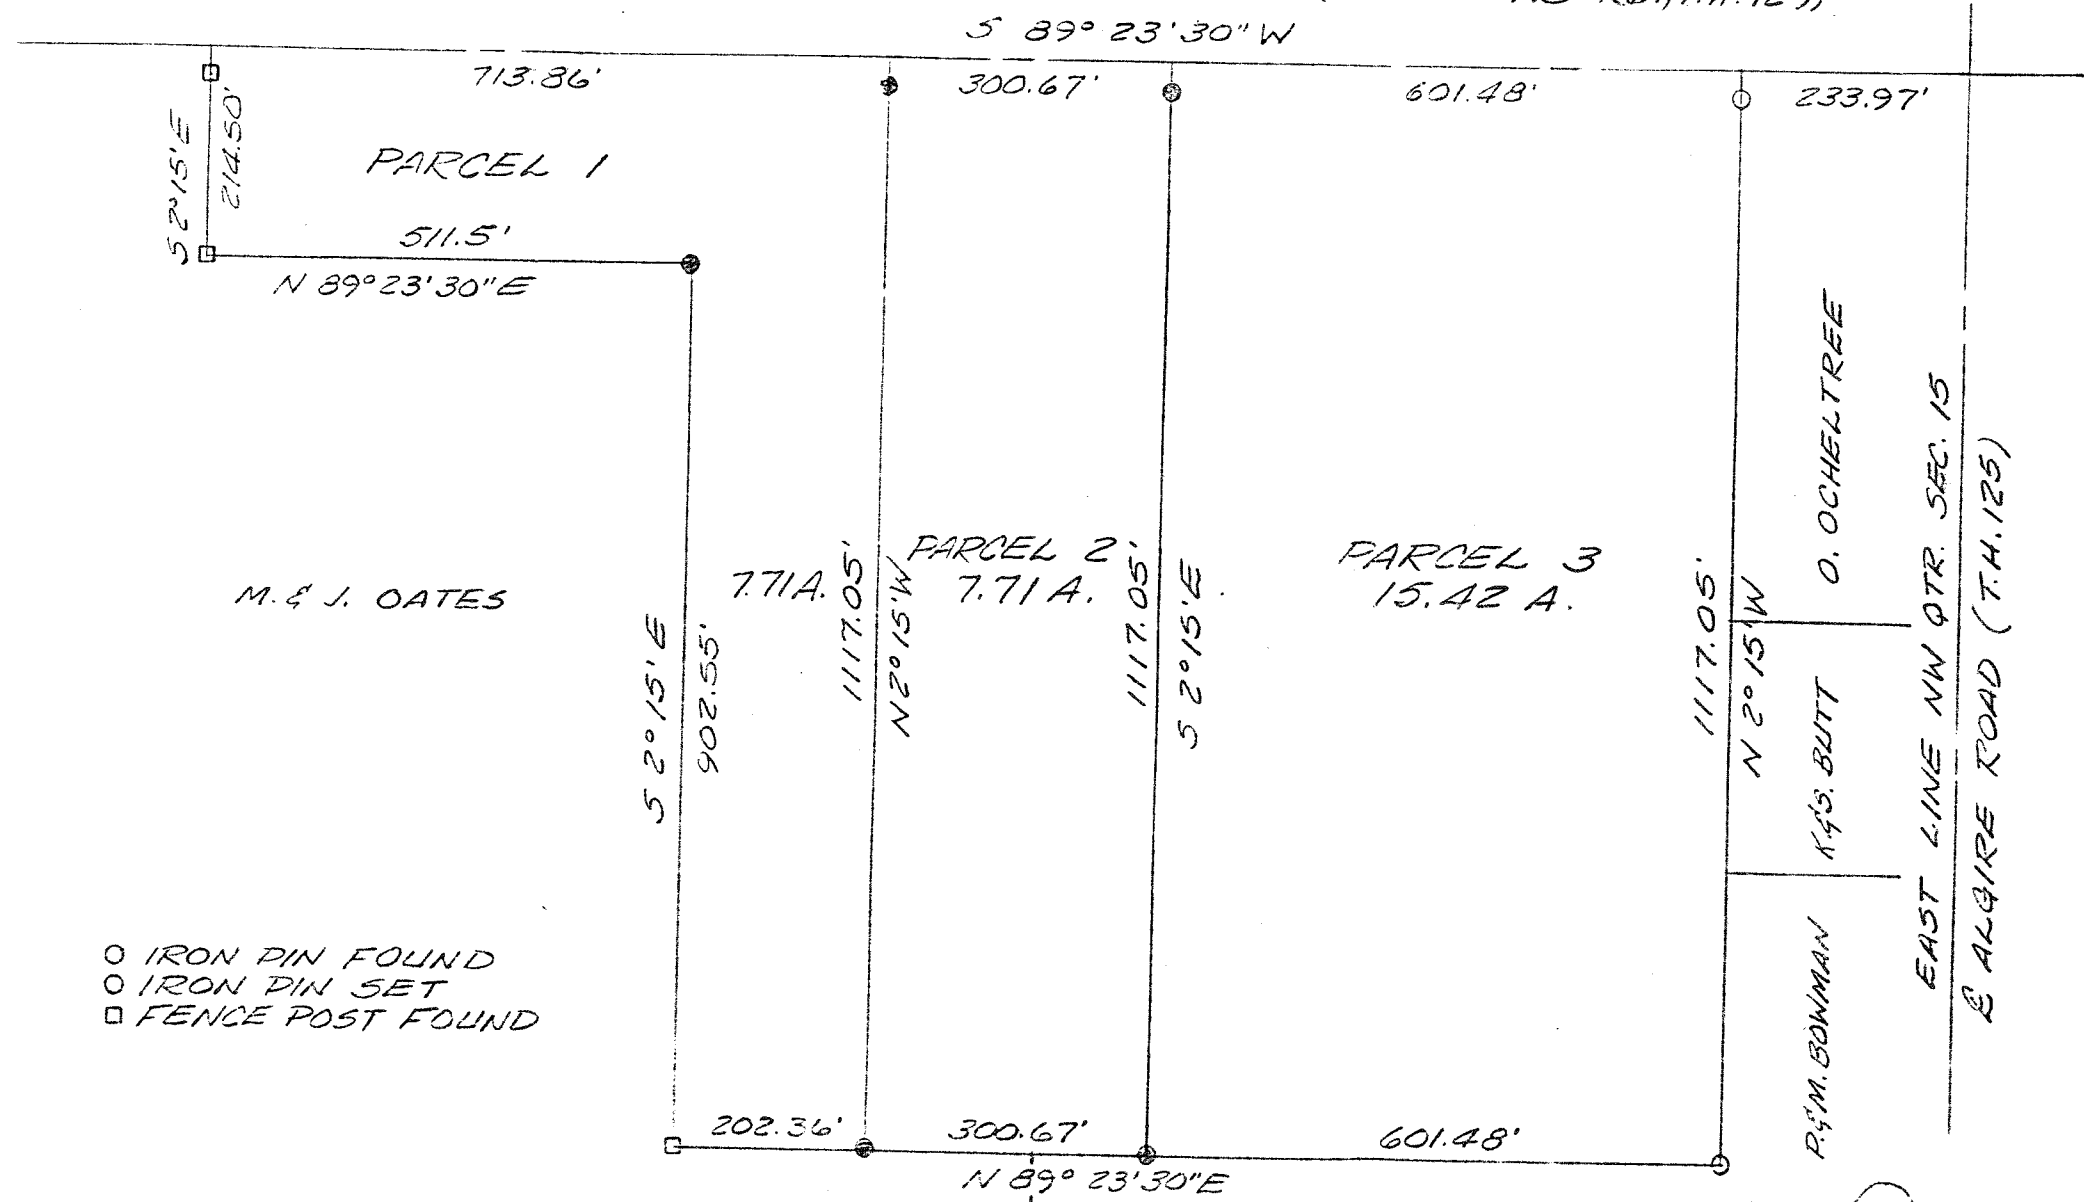 S 89° 23' 30" W
713.86'
300.67'
601.48'
233.97'
S 2° 15' E
214.50'
PARCEL 1
511.5'
N 89° 23' 30" E
M. & J. OATES
S 2° 15' E
902.55'
7.71 A.
1117.05'
N 2° 15' W
PARCEL 2
7.71 A.
1117.05'
S 2° 15' E
PARCEL 3
15.42 A.
1117.05'
N 2° 15' W
O. OCHELTREE
K. & S. BUTT
P. & M. BOWMAN
EAST LINE NW QTR. SEC. 15
℄ ALGIRE ROAD (T.H. 125)
O IRON PIN FOUND
O IRON PIN SET
□ FENCE POST FOUND
202.36'
300.67'
601.48'
N 89° 23' 30" E